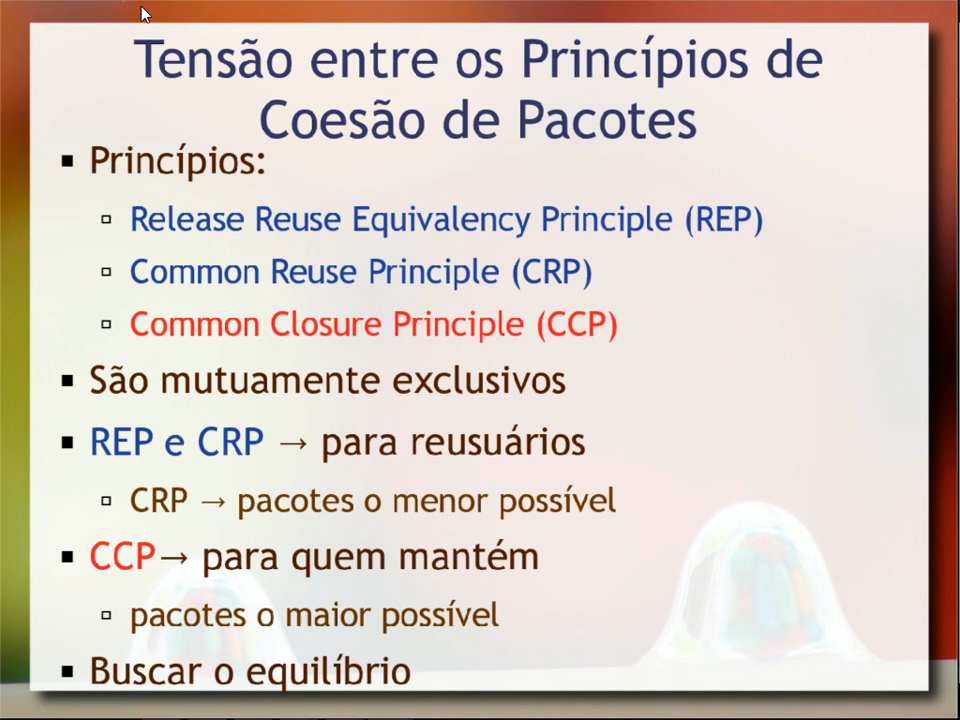 Tensão entre os Princípios de
Coesão de Pacotes
▪ Princípios:
▫ Release Reuse Equivalency Principle (REP)
▫ Common Reuse Principle (CRP)
▫ Common Closure Principle (CCP)
▪ São mutuamente exclusivos
▪ REP e CRP → para reusuários
▫ CRP → pacotes o menor possível
▪ CCP→ para quem mantém
▫ pacotes o maior possível
▪ Buscar o equilíbrio